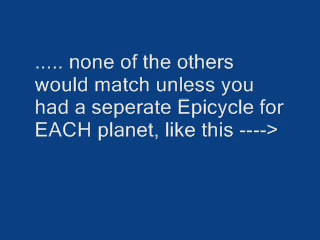 ..... none of the others
would match unless you
had a seperate Epicycle for
EACH planet, like this ---->